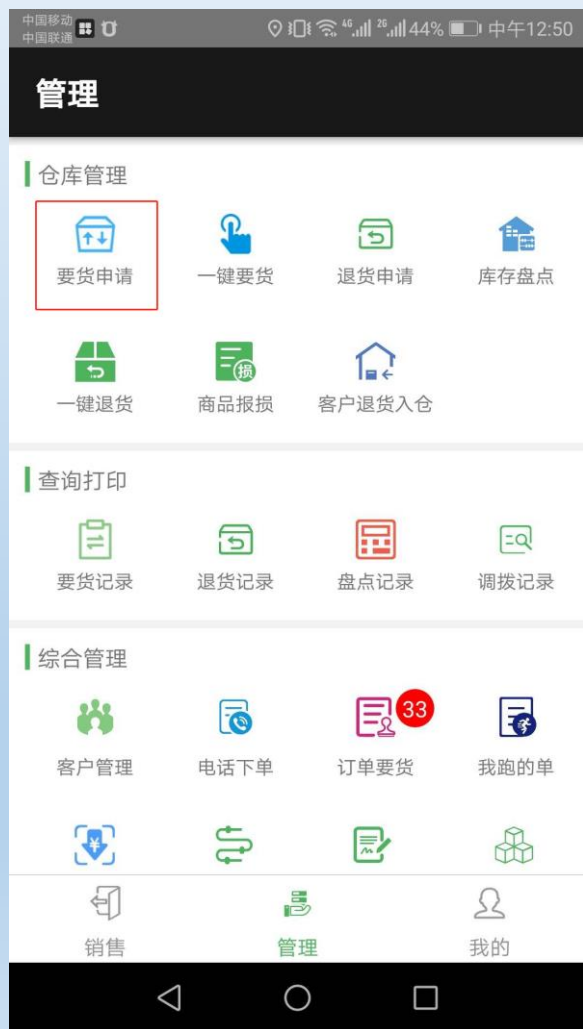 中国移动
中国联通
46 26 44% 中午12:50
管理
仓库管理
要货申请 一键要货 退货申请 库存盘点
损
一键退货 商品报损 客户退货入仓
查询打印
要货记录 退货记录 盘点记录 调拨记录
综合管理
33
客户管理 电话下单 订单要货 我跑的单
¥
销售 管理 我的